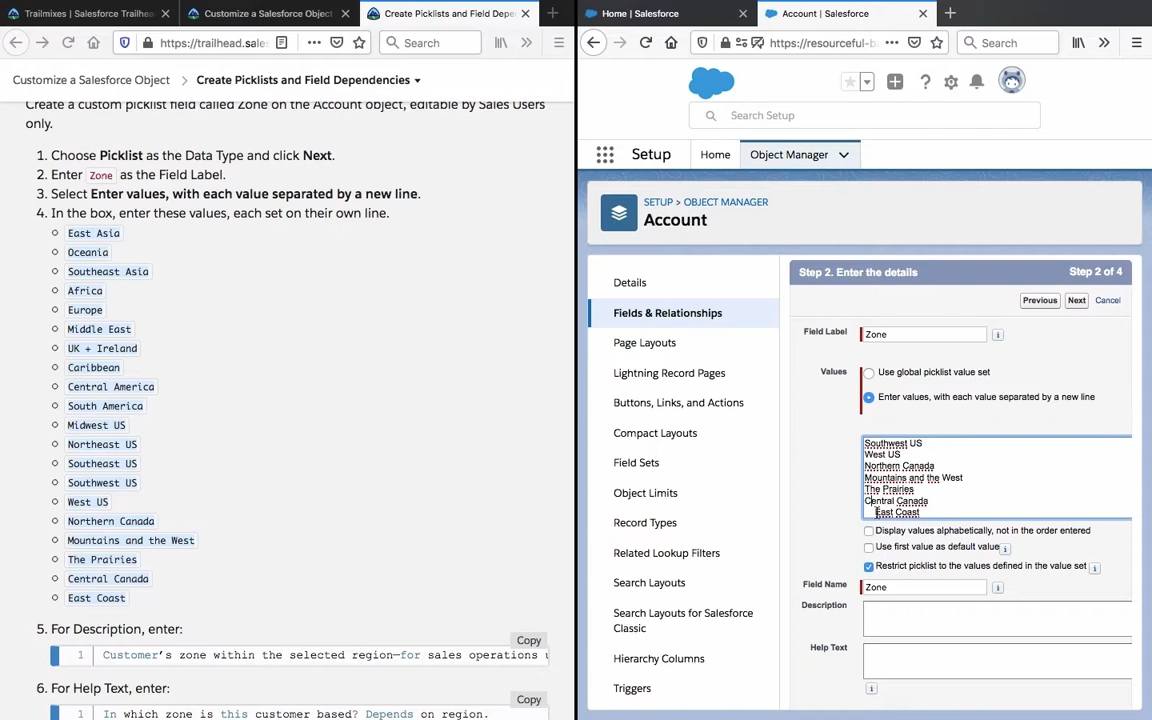 Trailmixes | Salesforce Trailhea
Customize a Salesforce Object
Create Picklists and Field Depen
https://trailhead.sale
Search
Customize a Salesforce Object
Create Picklists and Field Dependencies
Create a custom picklist field called Zone on the Account object, editable by Sales Users
only.
1. Choose Picklist as the Data Type and click Next.
2. Enter Zone as the Field Label.
3. Select Enter values, with each value separated by a new line.
4. In the box, enter these values, each set on their own line.
East Asia
Oceania
Southeast Asia
Africa
Europe
Middle East
UK + Ireland
Caribbean
Central America
South America
Midwest US
Northeast US
Southeast US
Southwest US
West US
Northern Canada
Mountains and the West
The Prairies
Central Canada
East Coast
5. For Description, enter:
Copy
1 Customer's zone within the selected region—for sales operations u
6. For Help Text, enter:
Copy
1 In which zone is this customer based? Depends on region.
Home | Salesforce
Account | Salesforce
https://resourceful-b
Search
Search Setup
Setup
Home
Object Manager
SETUP > OBJECT MANAGER
Account
Details
Fields & Relationships
Page Layouts
Lightning Record Pages
Buttons, Links, and Actions
Compact Layouts
Field Sets
Object Limits
Record Types
Related Lookup Filters
Search Layouts
Search Layouts for Salesforce
Classic
Hierarchy Columns
Triggers
Step 2. Enter the details
Step 2 of 4
Previous
Next
Cancel
Field Label
Zone
Values
Use global picklist value set
Enter values, with each value separated by a new line
Southwest US
West US
Northern Canada
Mountains and the West
The Prairies
Central Canada
East Coast
Display values alphabetically, not in the order entered
Use first value as default value
Restrict picklist to the values defined in the value set
Field Name
Zone
Description
Help Text